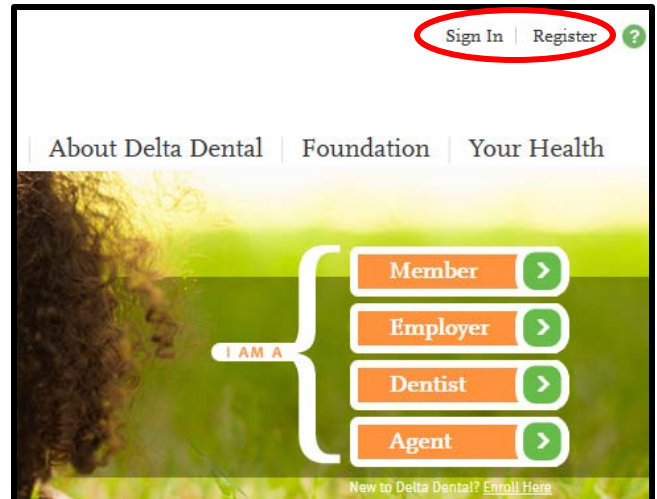 Sign In | Register ?
About Delta Dental | Foundation | Your Health
Member
Employer
I AM A
Dentist
Agent
New to Delta Dental? Enroll Here